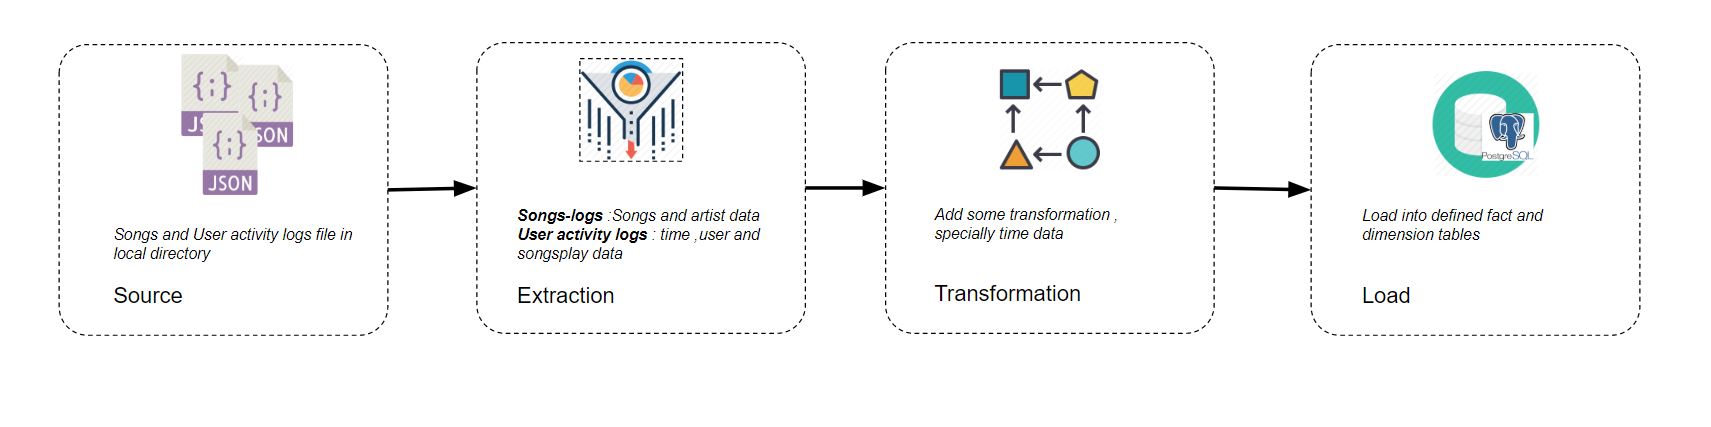 JSON
JSON
JSON
Songs and User activity logs file in
local directory
Source
Songs-logs :Songs and artist data
User activity logs : time ,user and
songsplay data
Extraction
Add some transformation ,
specially time data
Transformation
PostgreSQL
Load into defined fact and
dimension tables
Load